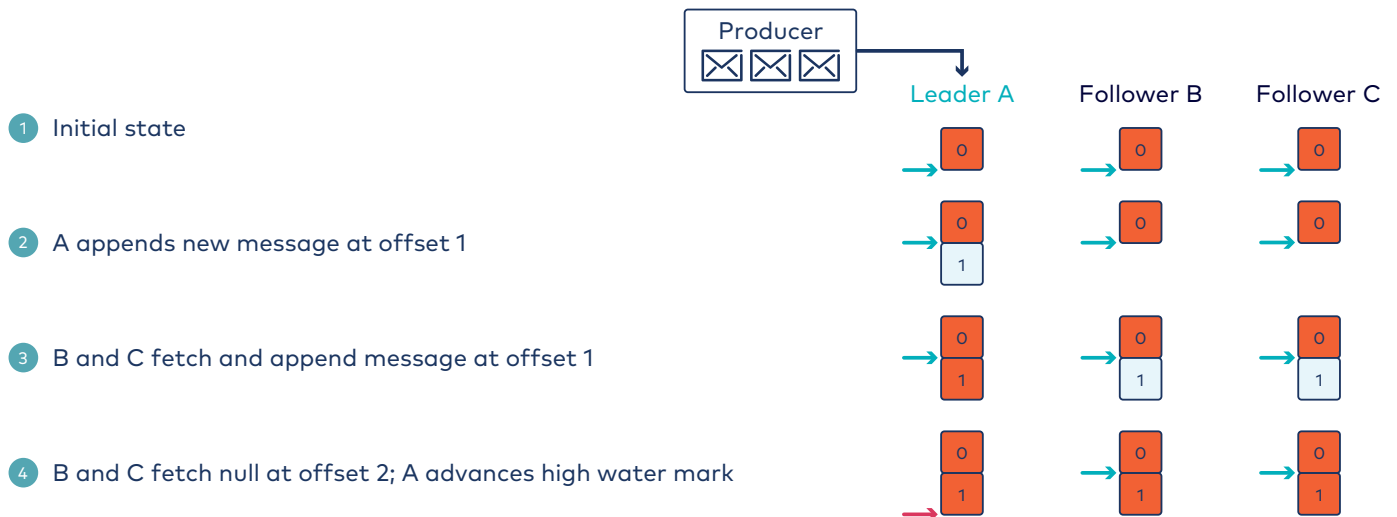 Producer
Leader A Follower B Follower C
1 Initial state
0 0 0
2 A appends new message at offset 1
0 0 0
1
3 B and C fetch and append message at offset 1
0 0 0
1 1 1
4 B and C fetch null at offset 2; A advances high water mark
0 0 0
1 1 1